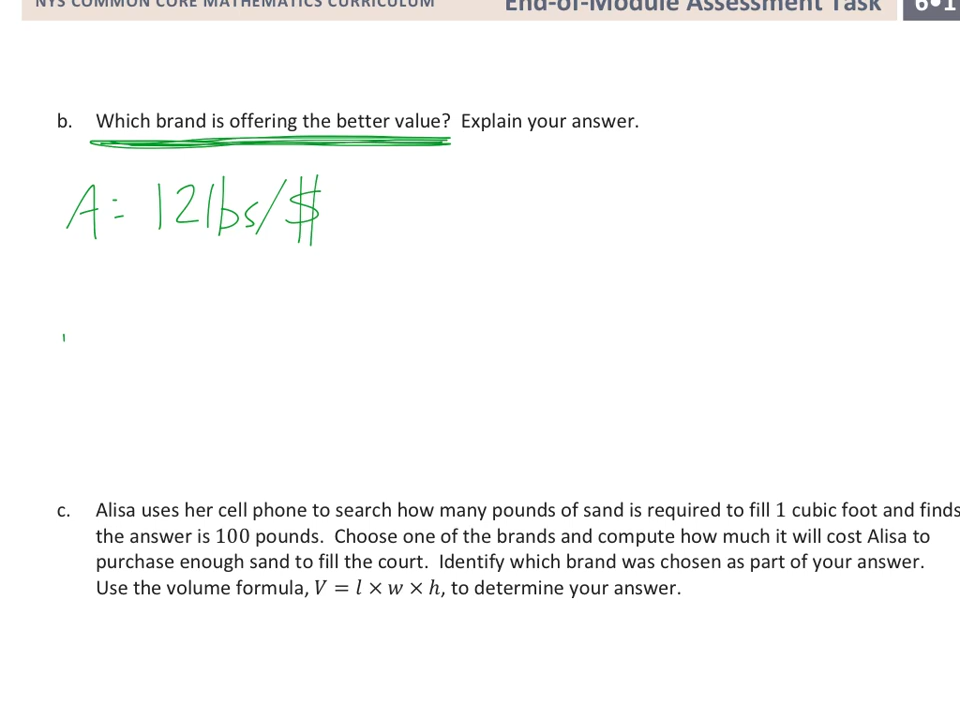 NYS COMMON CORE MATHEMATICS CURRICULUM End-of-Module Assessment Task 6•1
b. Which brand is offering the better value? Explain your answer.
A = 12lbs/$
c. Alisa uses her cell phone to search how many pounds of sand is required to fill 1 cubic foot and finds
the answer is 100 pounds. Choose one of the brands and compute how much it will cost Alisa to
purchase enough sand to fill the court. Identify which brand was chosen as part of your answer.
Use the volume formula, V = l × w × h, to determine your answer.